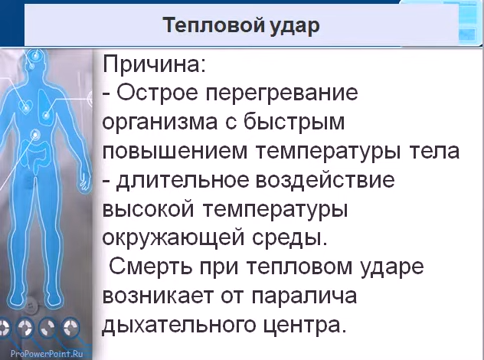 Тепловой удар
Причина:
- Острое перегревание
организма с быстрым
повышением температуры тела
- длительное воздействие
высокой температуры
окружающей среды.
Смерть при тепловом ударе
возникает от паралича
дыхательного центра.
ProPowerPoint.Ru